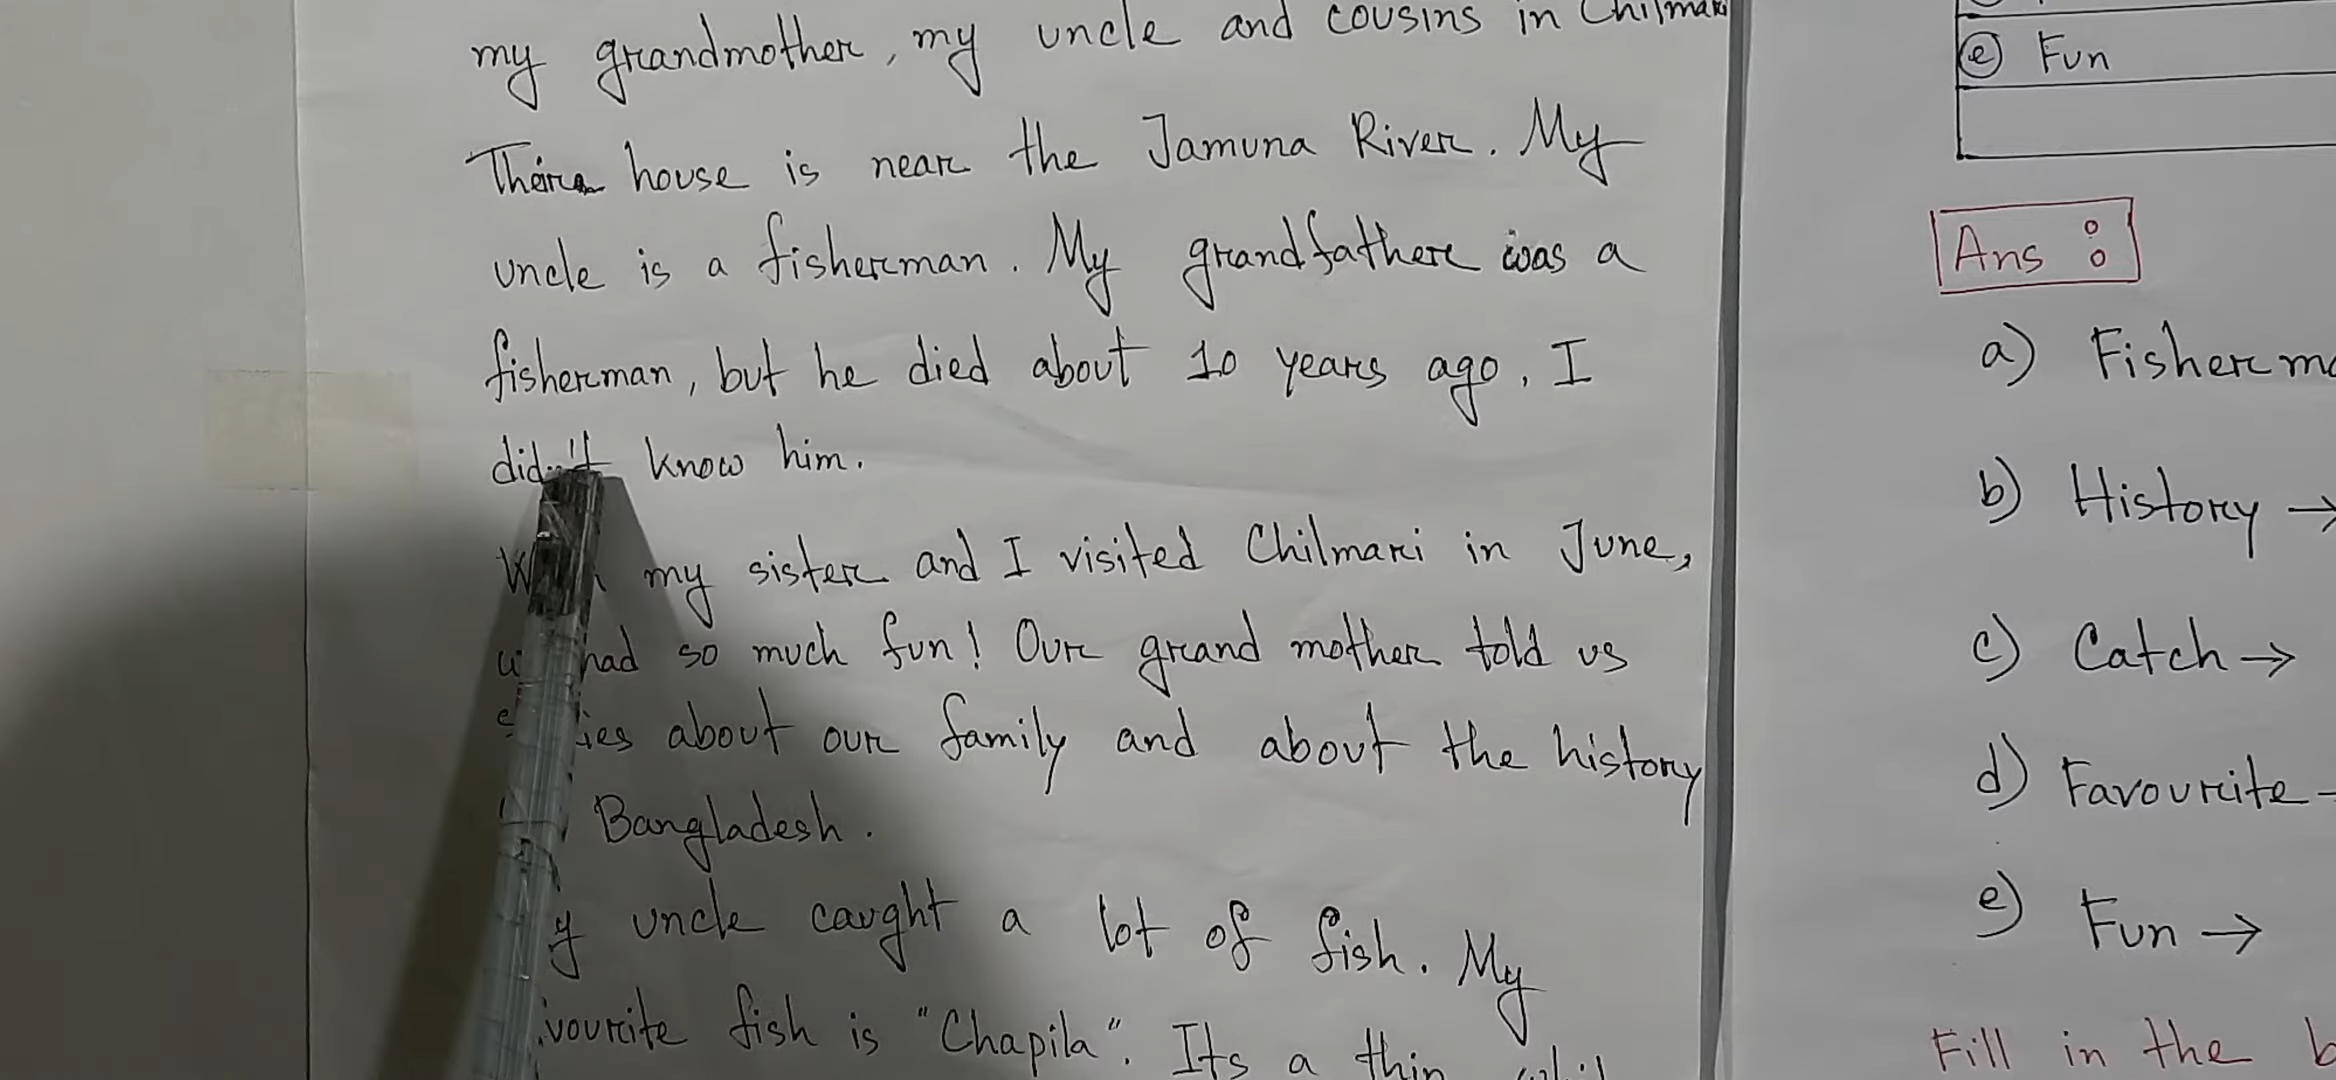 my grandmother, my uncle and cousins in Chilmari
Their house is near the Jamuna River. My
uncle is a fisherman. My grandfather was a
fisherman, but he died about 10 years ago. I
didn't know him.
my sister and I visited Chilmari in June,
had so much fun! Our grand mother told us
about our family and about the history
Bangladesh.
uncle caught a lot of fish. My
fish is "Chapila". Its a thin
e) Fun
Ans :
a)
b) History →
c) Catch →
d) Favourite
e) Fun →
Fill in the